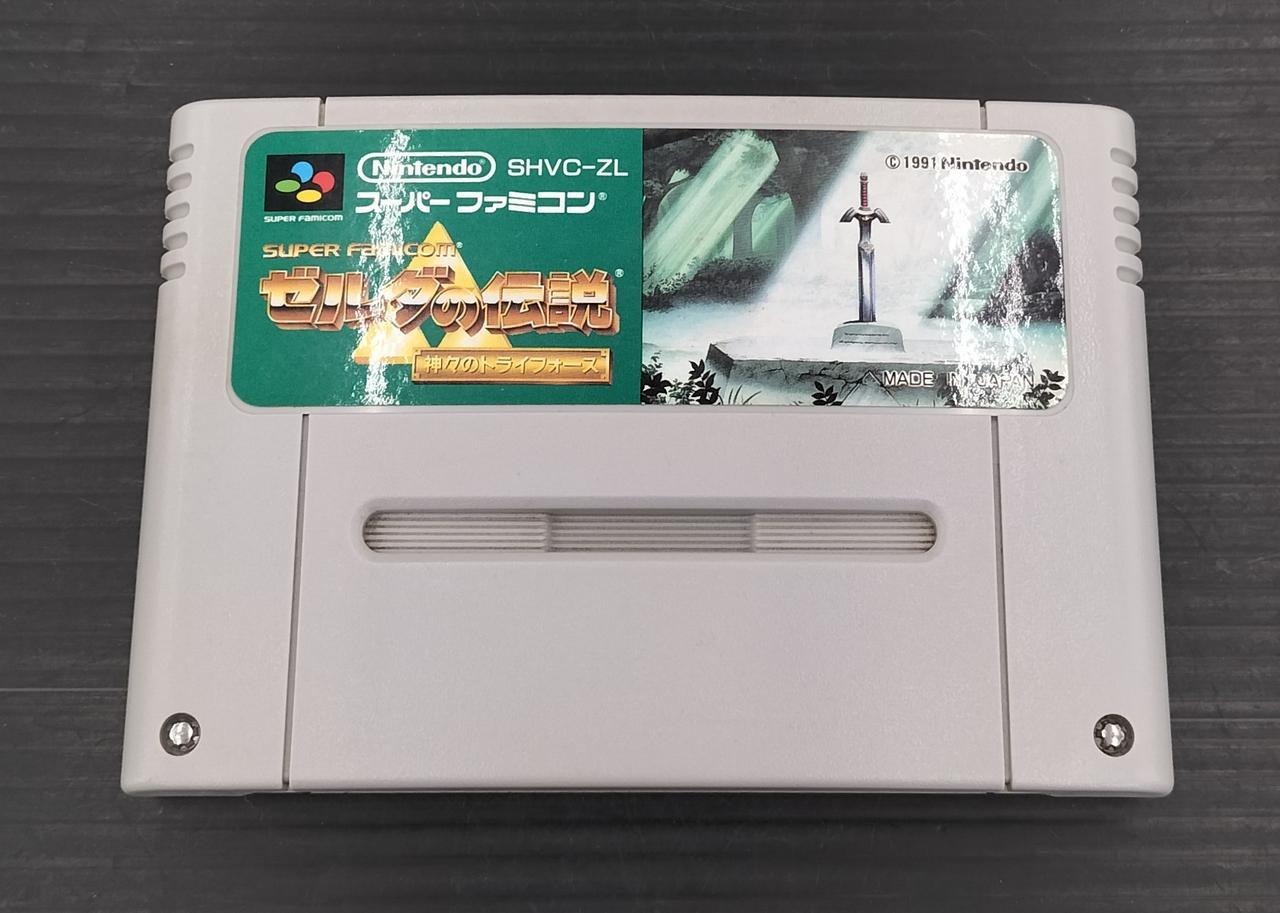 Nintendo® SHVC-ZL
スーパー ファミコン®
SUPER FAMICOM
SUPER FAMICOM®
ゼルダの伝説®
神々のトライフォース
©1991 Nintendo
MADE IN JAPAN